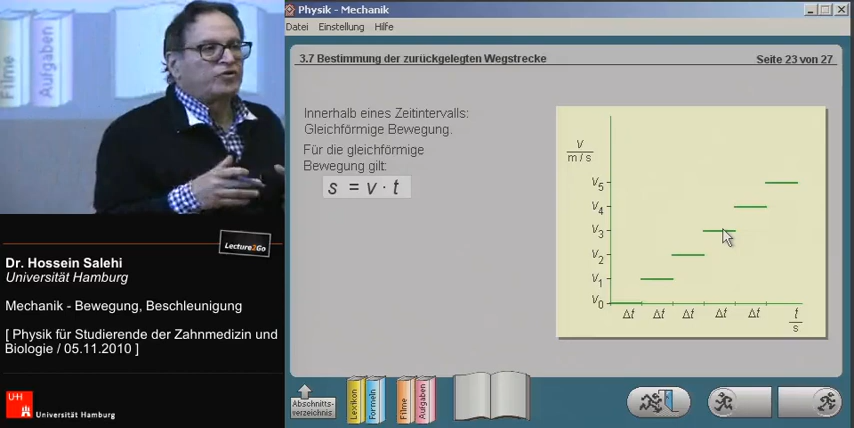 Filme
Aufgaben
Lecture2Go
Dr. Hossein Salehi
Universität Hamburg
Mechanik - Bewegung, Beschleunigung
[ Physik für Studierende der Zahnmedizin und
Biologie / 05.11.2010 ]
UHH
Universität Hamburg
Physik - Mechanik
Datei Einstellung Hilfe
3.7 Bestimmung der zurückgelegten Wegstrecke
Seite 23 von 27
Innerhalb eines Zeitintervalls:
Gleichförmige Bewegung.
Für die gleichförmige
Bewegung gilt:
s = v · t
v
m / s
v5
v4
v3
v2
v1
v0
Δt Δt Δt Δt Δt t
s
Abschnitts-
verzeichnis
Lexikon
Formeln
Filme
Aufgaben